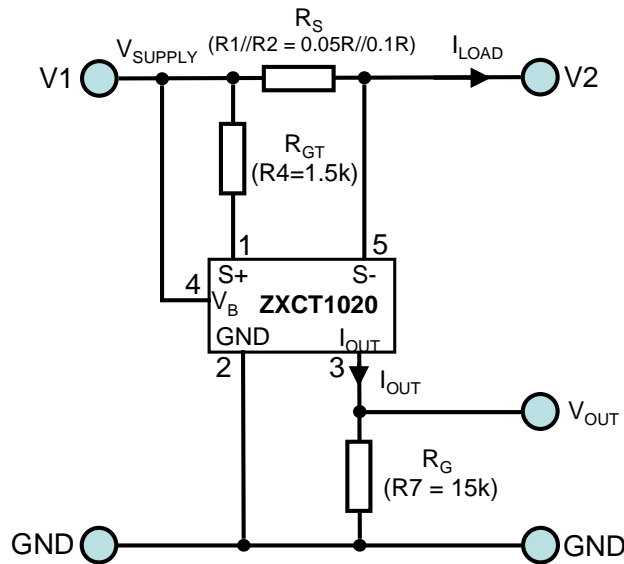 R_S
(R1//R2 = 0.05R//0.1R)
V_SUPPLY
I_LOAD
V1
V2
R_GT
(R4=1.5k)
1
5
S+
S-
4
V_B
ZXCT1020
GND
I_OUT
2
3
I_OUT
V_OUT
R_G
(R7 = 15k)
GND
GND